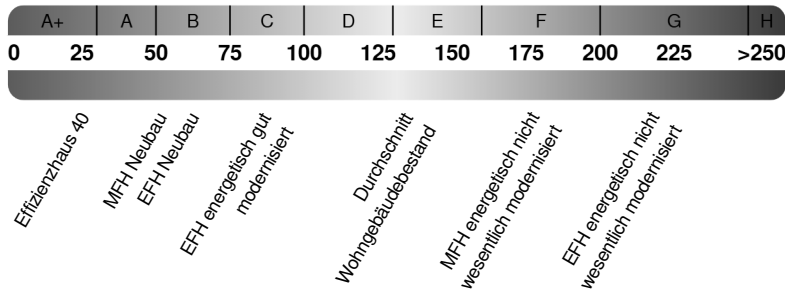 A+ A B C D E F G H
0 25 50 75 100 125 150 175 200 225 >250
Effizienzhaus 40
MFH Neubau
EFH Neubau
EFH energetisch gut
modernisiert
Durchschnitt
Wohngebäudebestand
MFH energetisch nicht
wesentlich modernisiert
EFH energetisch nicht
wesentlich modernisiert